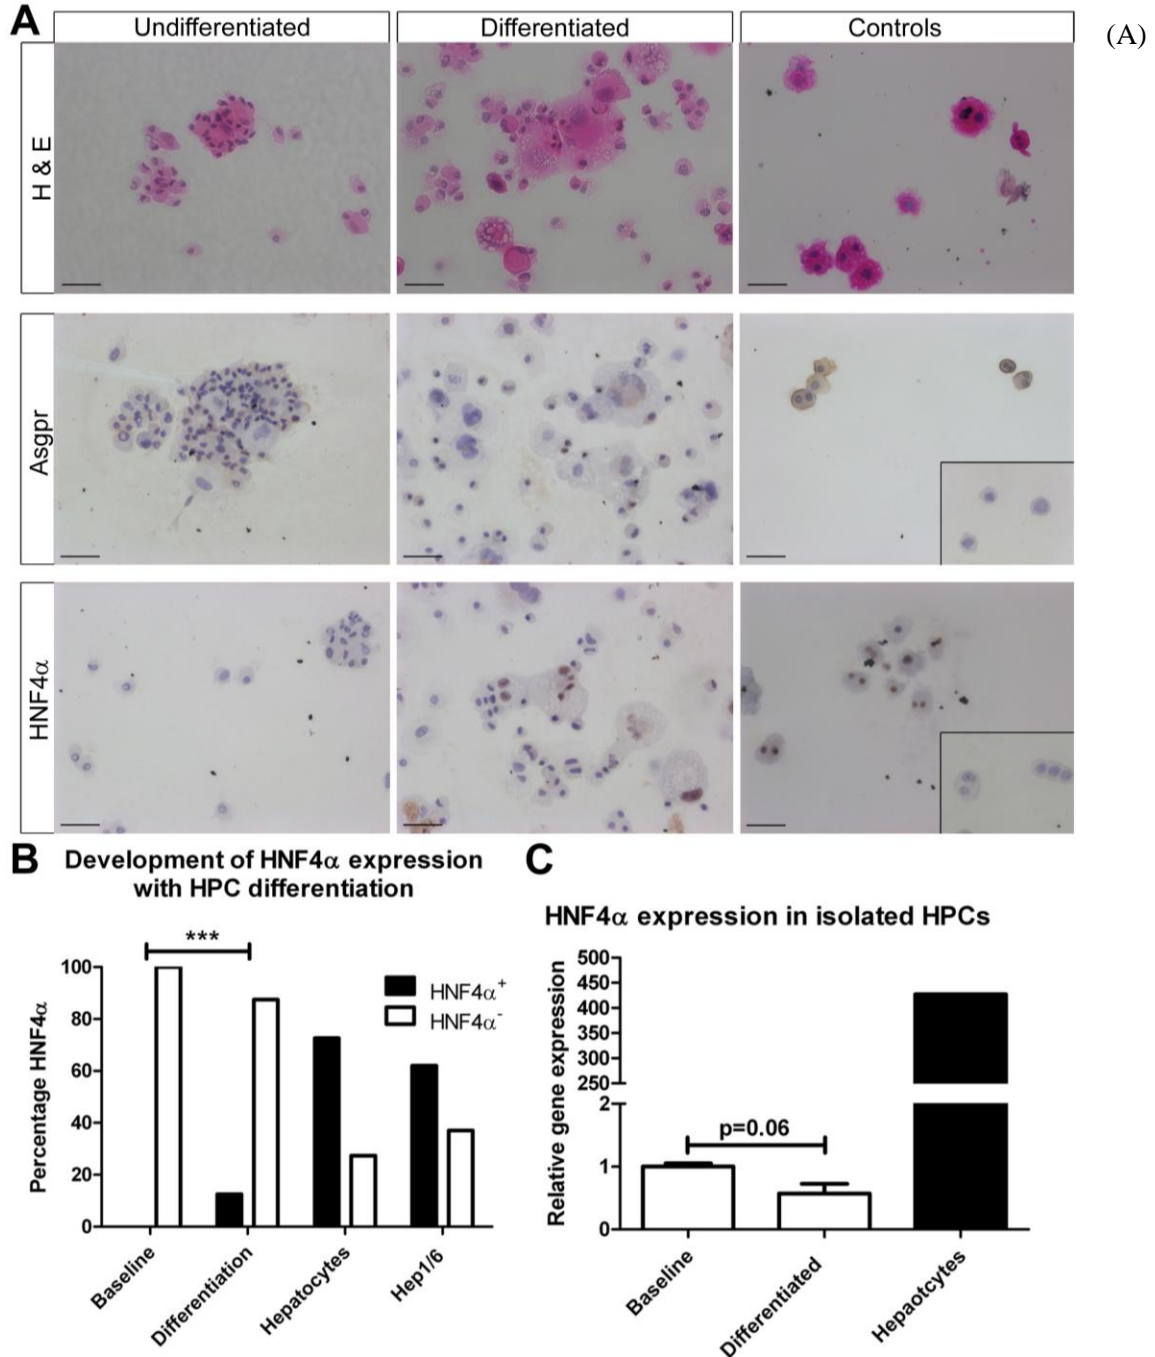 A
Undifferentiated
Differentiated
Controls
(A)
H & E
Asgpr
HNF4α
B
Development of HNF4α expression
with HPC differentiation
***
Percentage HNF4α
100
80
60
40
20
0
HNF4α+
HNF4α-
Baseline
Differentiation
Hepatocytes
Hep1/6
C
HNF4α expression in isolated HPCs
Relative gene expression
500
450
400
350
300
250
2
1
0
p=0.06
Baseline
Differentiated
Hepaotcytes